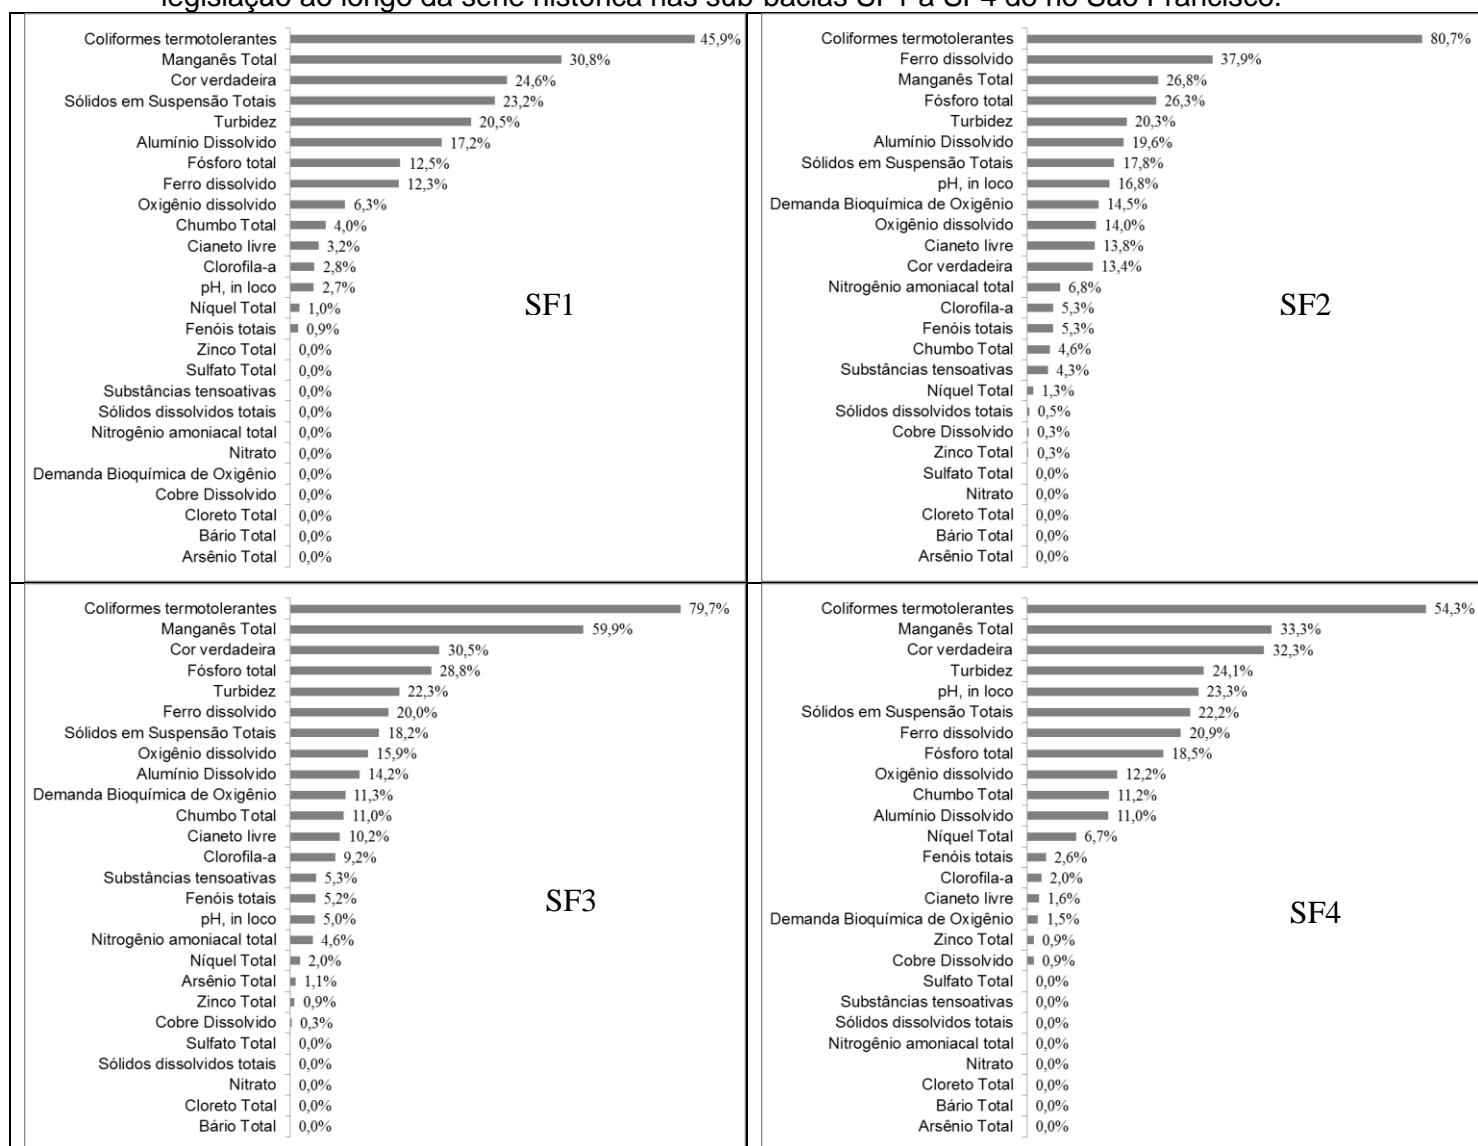 legislação ao longo da série histórica nas sub-bacias SF1 a SF4 do rio São Francisco.
Coliformes termotolerantes 45,9%
Manganês Total 30,8%
Cor verdadeira 24,6%
Sólidos em Suspensão Totais 23,2%
Turbidez 20,5%
Alumínio Dissolvido 17,2%
Fósforo total 12,5%
Ferro dissolvido 12,3%
Oxigênio dissolvido 6,3%
Chumbo Total 4,0%
Cianeto livre 3,2%
Clorofila-a 2,8%
pH, in loco 2,7%
Níquel Total 1,0%
SF1
Fenóis totais 0,9%
Zinco Total 0,0%
Sulfato Total 0,0%
Substâncias tensoativas 0,0%
Sólidos dissolvidos totais 0,0%
Nitrogênio amoniacal total 0,0%
Nitrato 0,0%
Demanda Bioquímica de Oxigênio 0,0%
Cobre Dissolvido 0,0%
Cloreto Total 0,0%
Bário Total 0,0%
Arsênio Total 0,0%
Coliformes termotolerantes 80,7%
Ferro dissolvido 37,9%
Manganês Total 26,8%
Fósforo total 26,3%
Turbidez 20,3%
Alumínio Dissolvido 19,6%
Sólidos em Suspensão Totais 17,8%
pH, in loco 16,8%
Demanda Bioquímica de Oxigênio 14,5%
Oxigênio dissolvido 14,0%
Cianeto livre 13,8%
Cor verdadeira 13,4%
Nitrogênio amoniacal total 6,8%
Clorofila-a 5,3%
SF2
Fenóis totais 5,3%
Chumbo Total 4,6%
Substâncias tensoativas 4,3%
Níquel Total 1,3%
Sólidos dissolvidos totais 0,5%
Cobre Dissolvido 0,3%
Zinco Total 0,3%
Sulfato Total 0,0%
Nitrato 0,0%
Cloreto Total 0,0%
Bário Total 0,0%
Arsênio Total 0,0%
Coliformes termotolerantes 79,7%
Manganês Total 59,9%
Cor verdadeira 30,5%
Fósforo total 28,8%
Turbidez 22,3%
Ferro dissolvido 20,0%
Sólidos em Suspensão Totais 18,2%
Oxigênio dissolvido 15,9%
Alumínio Dissolvido 14,2%
Demanda Bioquímica de Oxigênio 11,3%
Chumbo Total 11,0%
Cianeto livre 10,2%
Clorofila-a 9,2%
Substâncias tensoativas 5,3%
Fenóis totais 5,2%
SF3
pH, in loco 5,0%
Nitrogênio amoniacal total 4,6%
Níquel Total 2,0%
Arsênio Total 1,1%
Zinco Total 0,9%
Cobre Dissolvido 0,3%
Sulfato Total 0,0%
Sólidos dissolvidos totais 0,0%
Nitrato 0,0%
Cloreto Total 0,0%
Bário Total 0,0%
Coliformes termotolerantes 54,3%
Manganês Total 33,3%
Cor verdadeira 32,3%
Turbidez 24,1%
pH, in loco 23,3%
Sólidos em Suspensão Totais 22,2%
Ferro dissolvido 20,9%
Fósforo total 18,5%
Oxigênio dissolvido 12,2%
Chumbo Total 11,2%
Alumínio Dissolvido 11,0%
Níquel Total 6,7%
Fenóis totais 2,6%
Clorofila-a 2,0%
Cianeto livre 1,6%
SF4
Demanda Bioquímica de Oxigênio 1,5%
Zinco Total 0,9%
Cobre Dissolvido 0,9%
Sulfato Total 0,0%
Substâncias tensoativas 0,0%
Sólidos dissolvidos totais 0,0%
Nitrogênio amoniacal total 0,0%
Nitrato 0,0%
Cloreto Total 0,0%
Bário Total 0,0%
Arsênio Total 0,0%